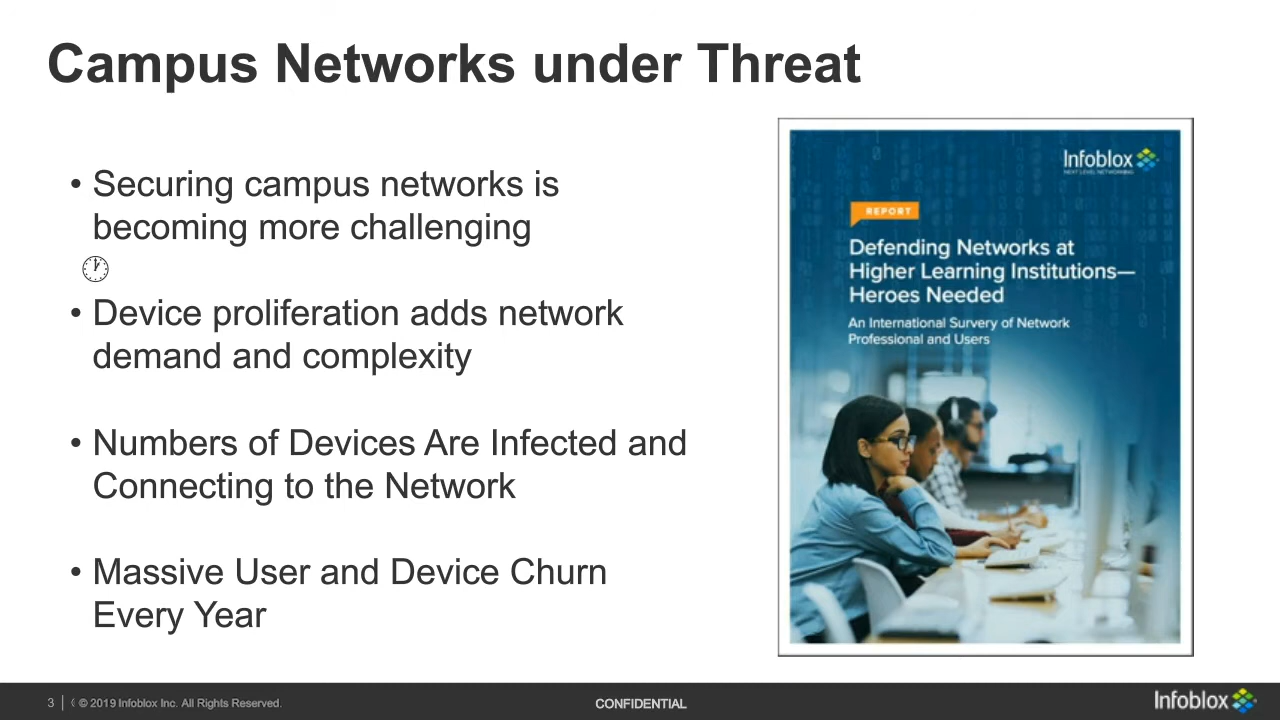 Campus Networks under Threat
• Securing campus networks is
becoming more challenging
• Device proliferation adds network
demand and complexity
• Numbers of Devices Are Infected and
Connecting to the Network
• Massive User and Device Churn
Every Year
Infoblox
NEXT LEVEL NETWORKING
REPORT
Defending Networks at
Higher Learning Institutions—
Heroes Needed
An International Survery of Network
Professional and Users
3 | © 2019 Infoblox Inc. All Rights Reserved.
CONFIDENTIAL
Infoblox